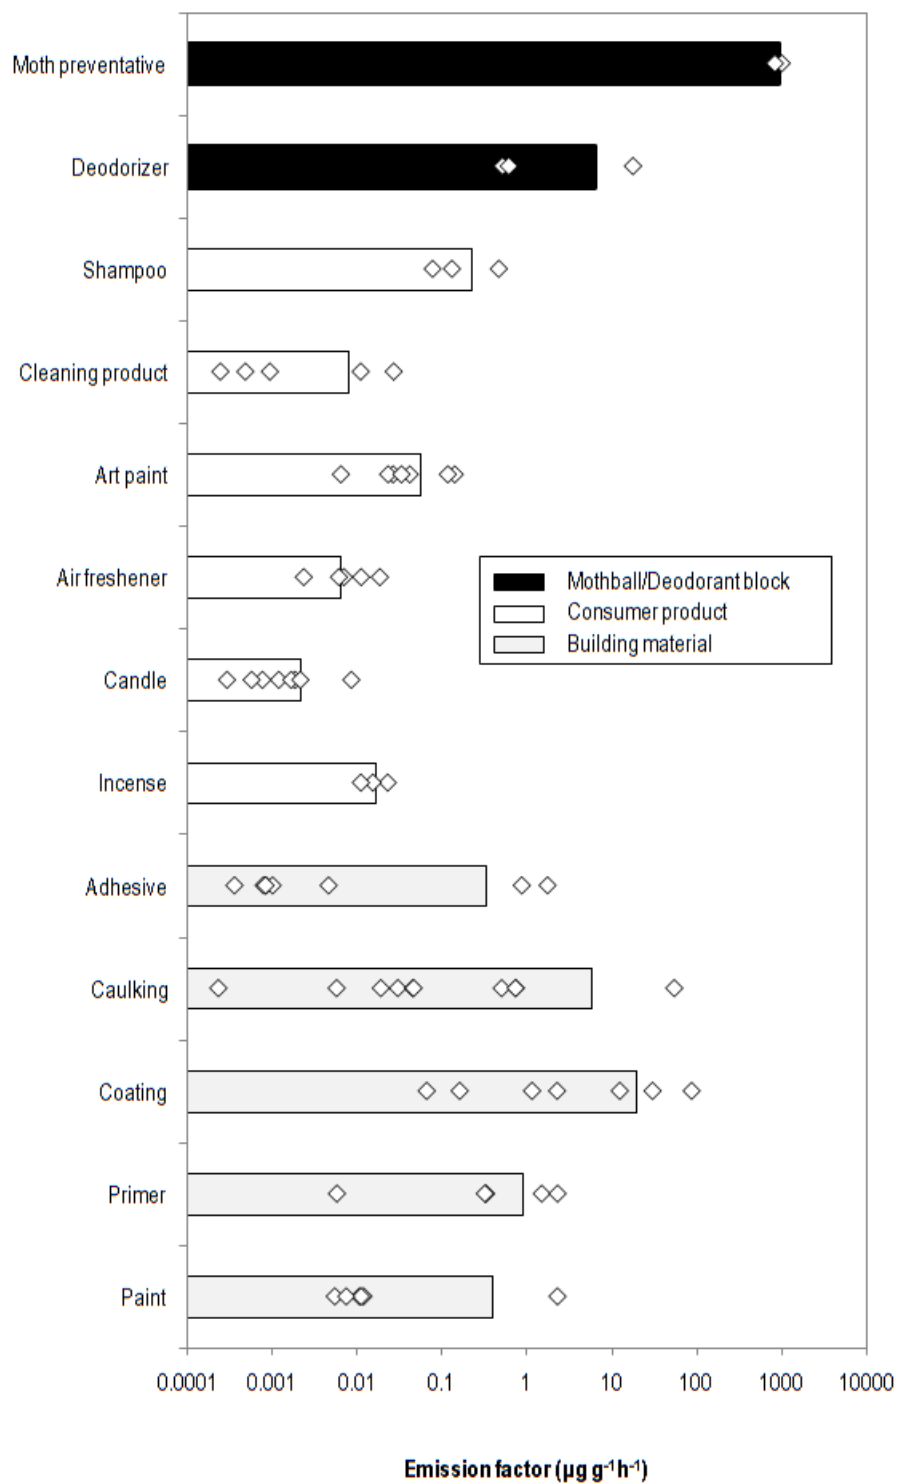 Moth preventative
Deodorizer
Shampoo
Cleaning product
Art paint
Air freshener
Candle
Incense
Adhesive
Caulking
Coating
Primer
Paint
Mothball/Deodorant block
Consumer product
Building material
0.0001 0.001 0.01 0.1 1 10 100 1000 10000
Emission factor (µg g⁻¹h⁻¹)